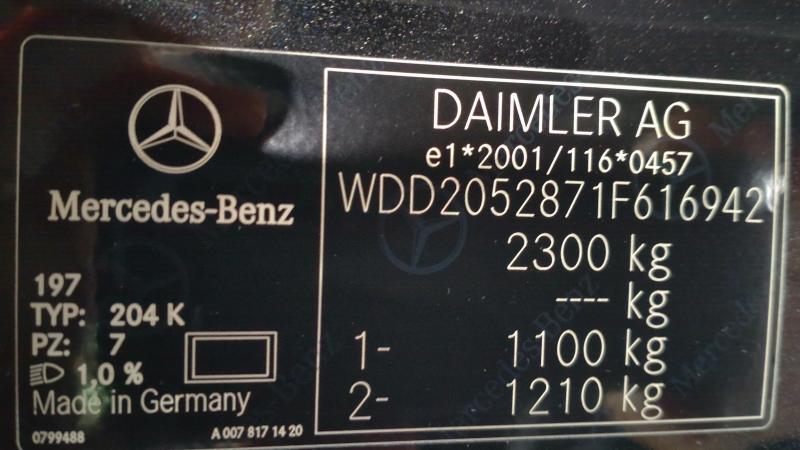 Mercedes-Benz
197
TYP: 204 K
PZ: 7
1,0 %
Made in Germany
0799488
A 007 817 14 20
DAIMLER AG
e1*2001/116*0457
WDD2052871F616942
2300 kg
---- kg
1- 1100 kg
2- 1210 kg